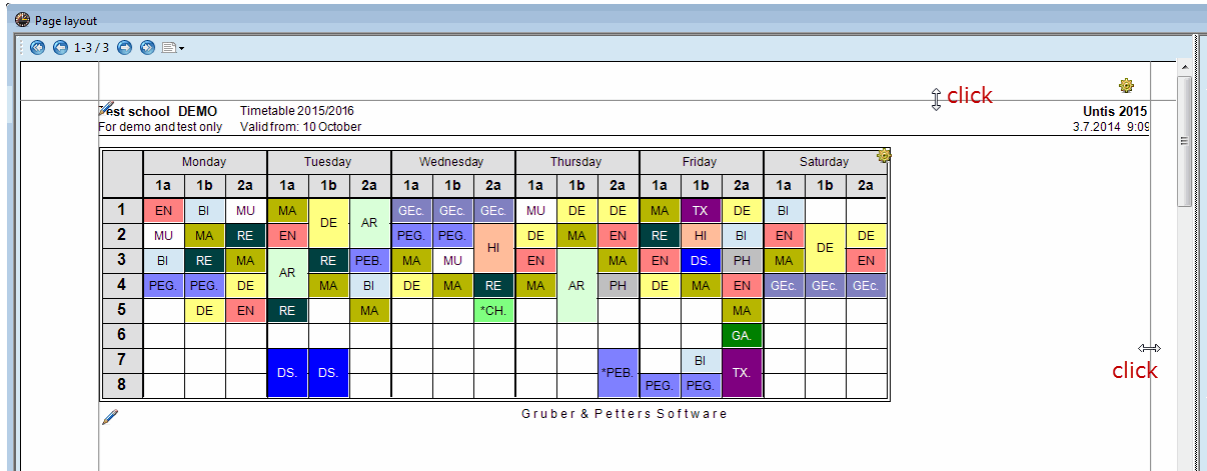 Page layout
1-3 / 3
click
Test school DEMO Timetable 2015/2016 Untis 2015
For demo and test only Valid from: 10 October 3.7.2014 9:09
Monday Tuesday Wednesday Thursday Friday Saturday
1a 1b 2a 1a 1b 2a 1a 1b 2a 1a 1b 2a 1a 1b 2a 1a 1b 2a
1 EN BI MU MA DE AR GEc. GEc. GEc. MU DE DE MA TX DE BI
2 MU MA RE EN PEG. PEG. HI DE MA EN RE HI BI EN DE DE
3 BI RE MA AR RE PEB. MA MU EN AR MA EN DS. PH MA EN
4 PEG. PEG. DE MA BI DE MA RE MA PH DE MA EN GEc. GEc. GEc.
5 DE EN RE MA *CH. MA
6 GA.
7 DS. DS. *PEB. BI TX.
8 PEG. PEG.
click
Gruber & Petters Software